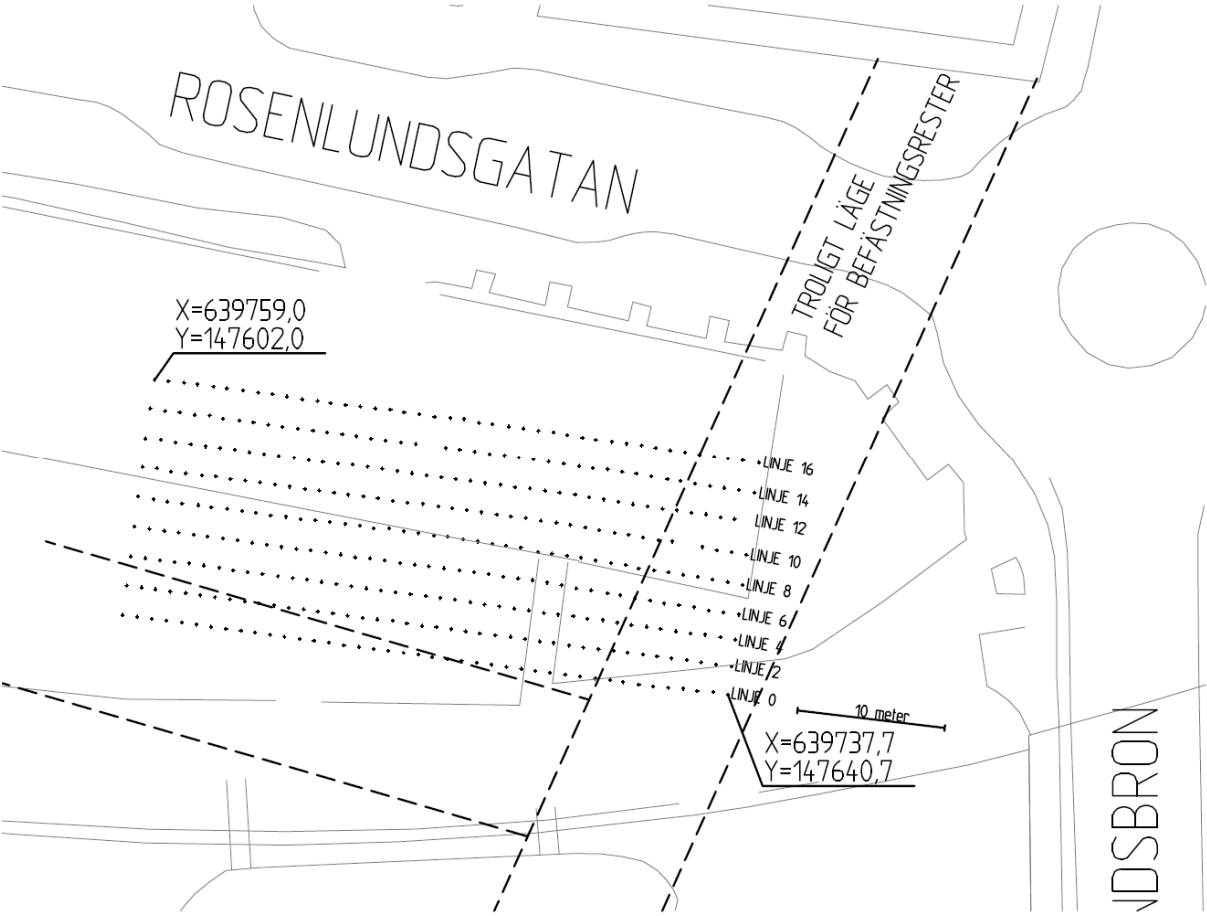 ROSENLUNDSGATAN
TROLIGT LÄGE
FÖR BEFÄSTNINGSRESTER
X=639759,0
Y=147602,0
LINJE 16
LINJE 14
LINJE 12
LINJE 10
LINJE 8
LINJE 6
LINJE 4
LINJE 2
LINJE 0
10 meter
X=639737,7
Y=147640,7
NDSBRON